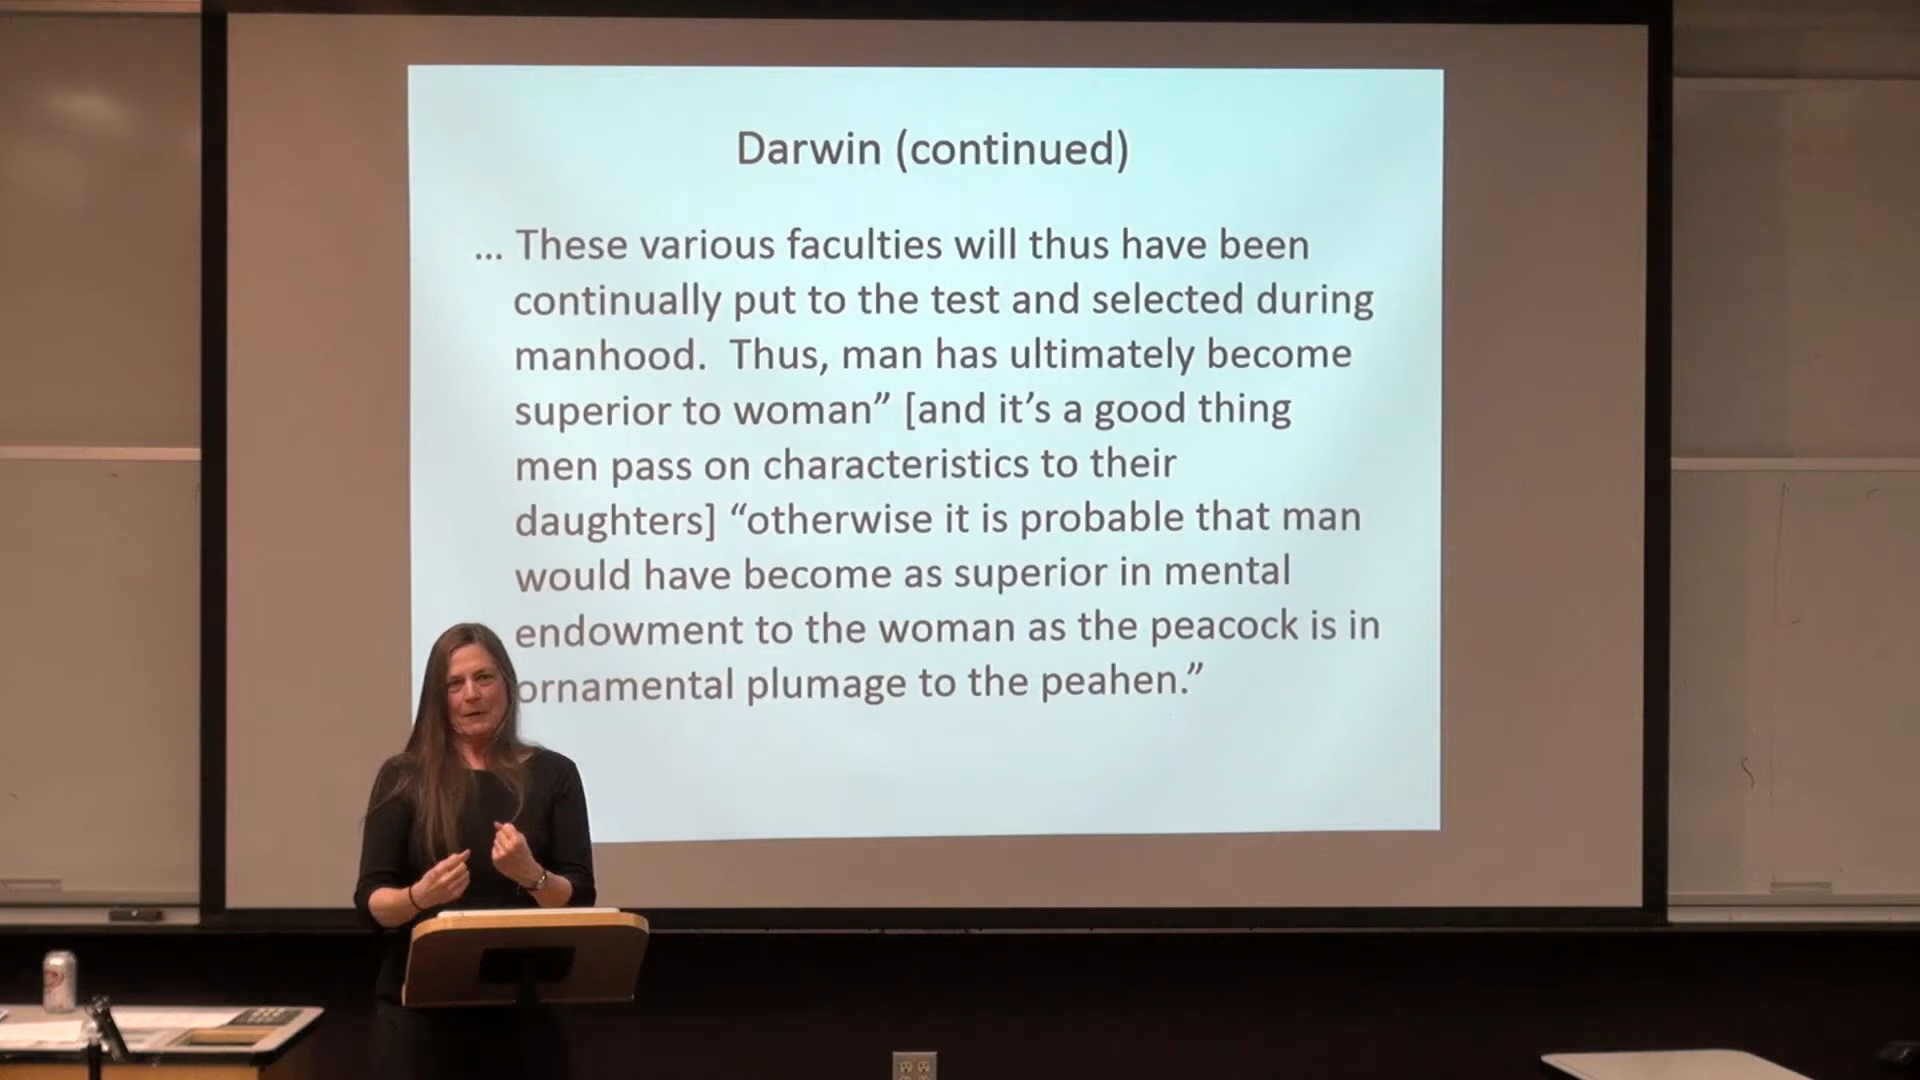 Darwin (continued)
... These various faculties will thus have been
continually put to the test and selected during
manhood.  Thus, man has ultimately become
superior to woman” [and it’s a good thing
men pass on characteristics to their
daughters] “otherwise it is probable that man
would have become as superior in mental
endowment to the woman as the peacock is in
ornamental plumage to the peahen.”